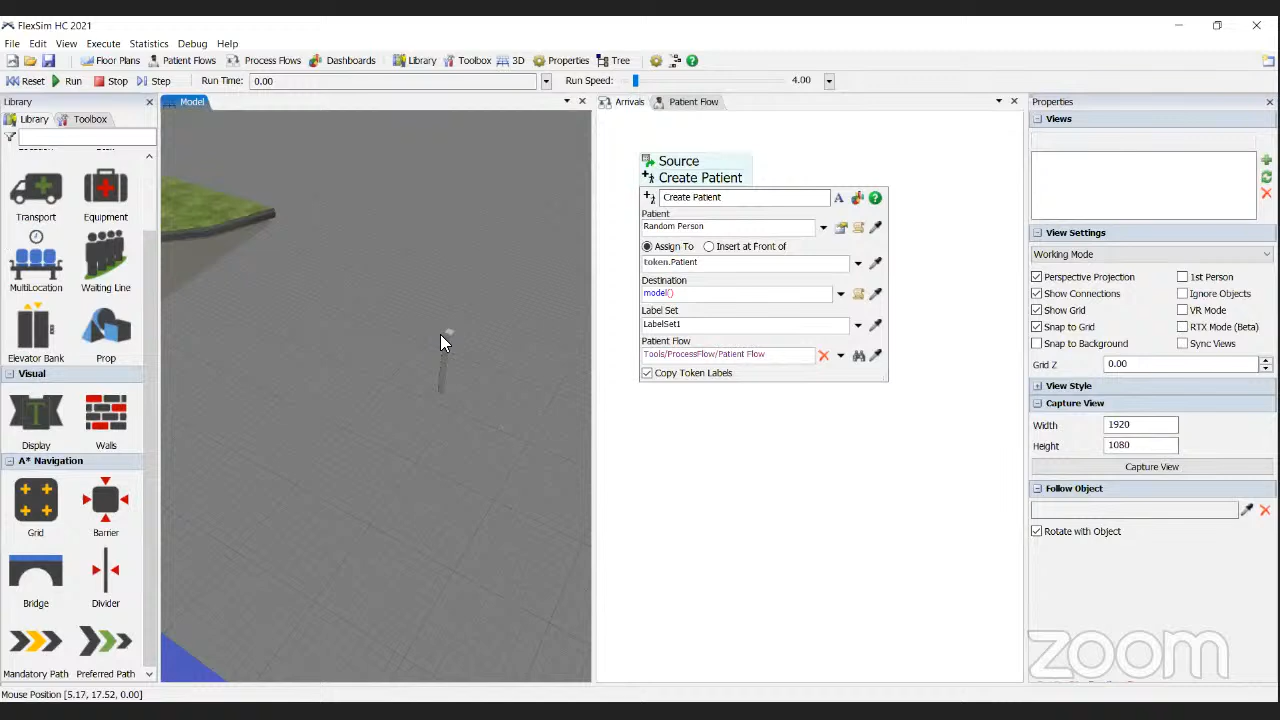 FlexSim HC 2021
File Edit View Execute Statistics Debug Help
Floor Plans Patient Flows Process Flows Dashboards Library Toolbox 3D Properties Tree
Reset Run Stop Step Run Time: 0.00 Run Speed: 4.00
Library Model Arrivals Patient Flow Properties
Library Toolbox
Transport Equipment
MultiLocation Waiting Line
Elevator Bank Prop
Visual
T
Display Walls
A* Navigation
Grid Barrier
Bridge Divider
Mandatory Path Preferred Path
Source
Create Patient
Create Patient A
Patient
Random Person
Assign To Insert at Front of
token.Patient
Destination
model()
Label Set
LabelSet1
Patient Flow
Tools/ProcessFlow/Patient Flow
Copy Token Labels
Views
View Settings
Working Mode
Perspective Projection 1st Person
Show Connections Ignore Objects
Show Grid VR Mode
Snap to Grid RTX Mode (Beta)
Snap to Background Sync Views
Grid Z 0.00
View Style
Capture View
Width 1920
Height 1080
Capture View
Follow Object
Rotate with Object
zoom
Mouse Position [5.17, 17.52, 0.00]